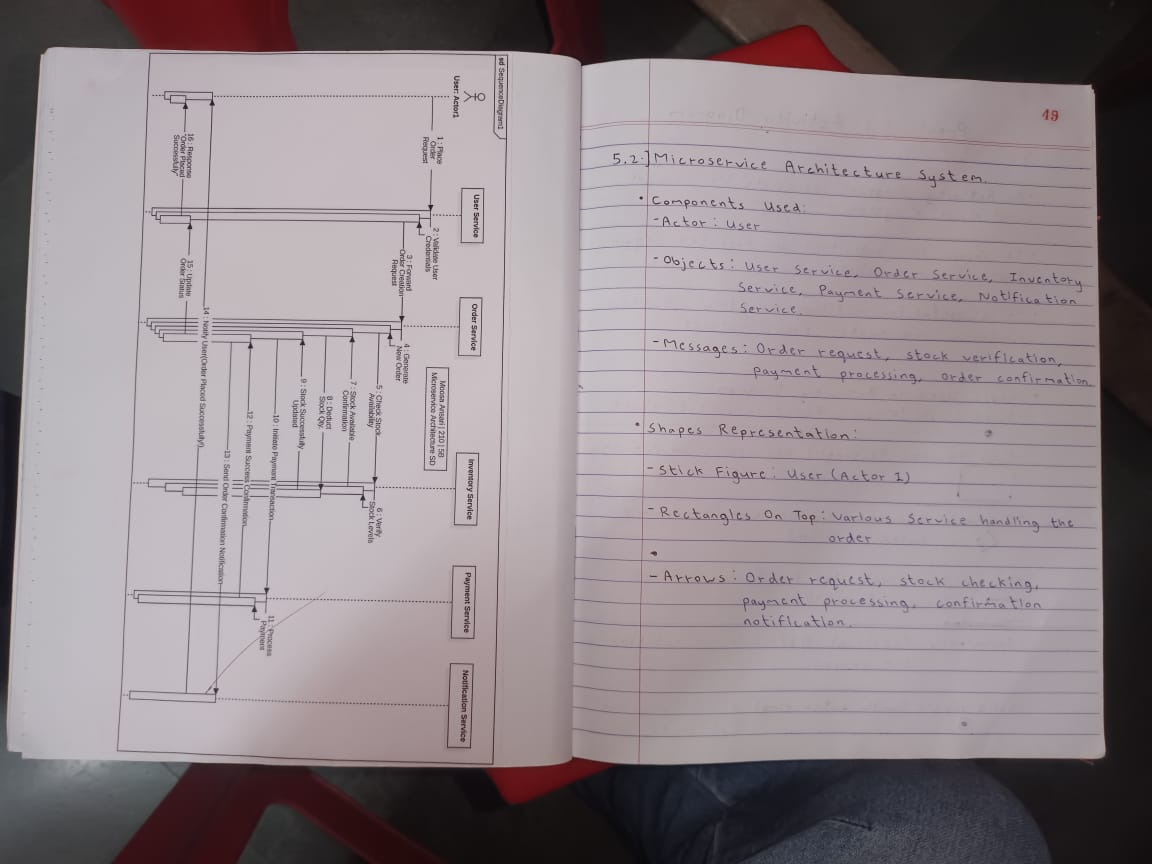 sd SequenceDiagram1
User: Actor1
User Service
Order Service
Inventory Service
Payment Service
Notification Service
Moosa Ansari | 210 | 5B
Microservice Architecture SD
1 : Place
Order
Request
2 : Validate User
Credentials
3 : Forward
Order Creation
Request
4 : Generate
New Order
5 : Check Stock
Availability
6 : Verify
Stock Levels
7 : Stock Available
Confirmation
8 : Deduct
Stock Qty.
9 : Stock Successfully
Updated
10 : Initiate Payment Transaction
11 : Process
Payment
12 : Payment Success Confirmation
13 : Send Order Confirmation Notification
14 : Notify User(Order Placed Successfully!)
15 : Update
Order Status
16 : Response
"Order Placed
Successfully"
49
5.2.] Microservice Architecture System.
• Components Used:
- Actor : User
- Objects : User Service, Order Service, Inventory
Service, Payment Service, Notification
Service.
- Messages : Order request, stock verification,
payment processing, order confirmation
• Shapes Representation:
- Stick Figure : User (Actor 1)
- Rectangles On Top : Various Service handling the
order
•
- Arrows : Order request, stock checking,
payment processing, confirmation
notification.